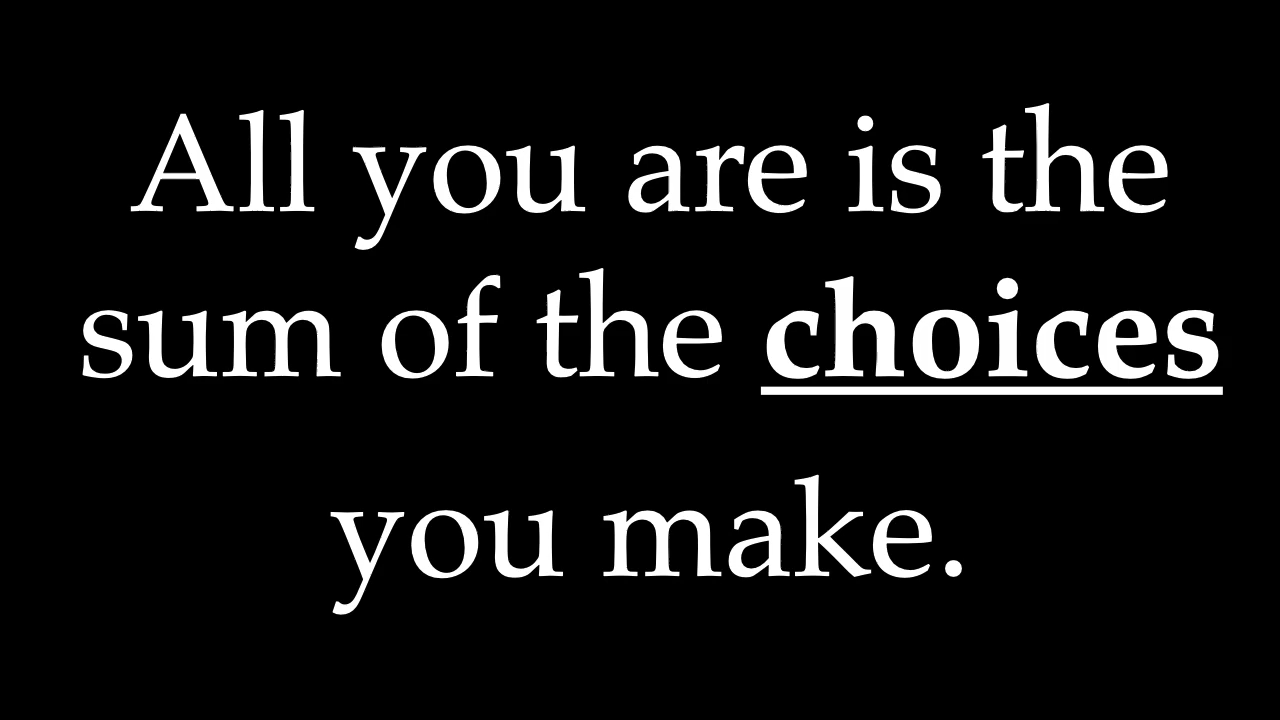 All you are is the
sum of the choices
you make.